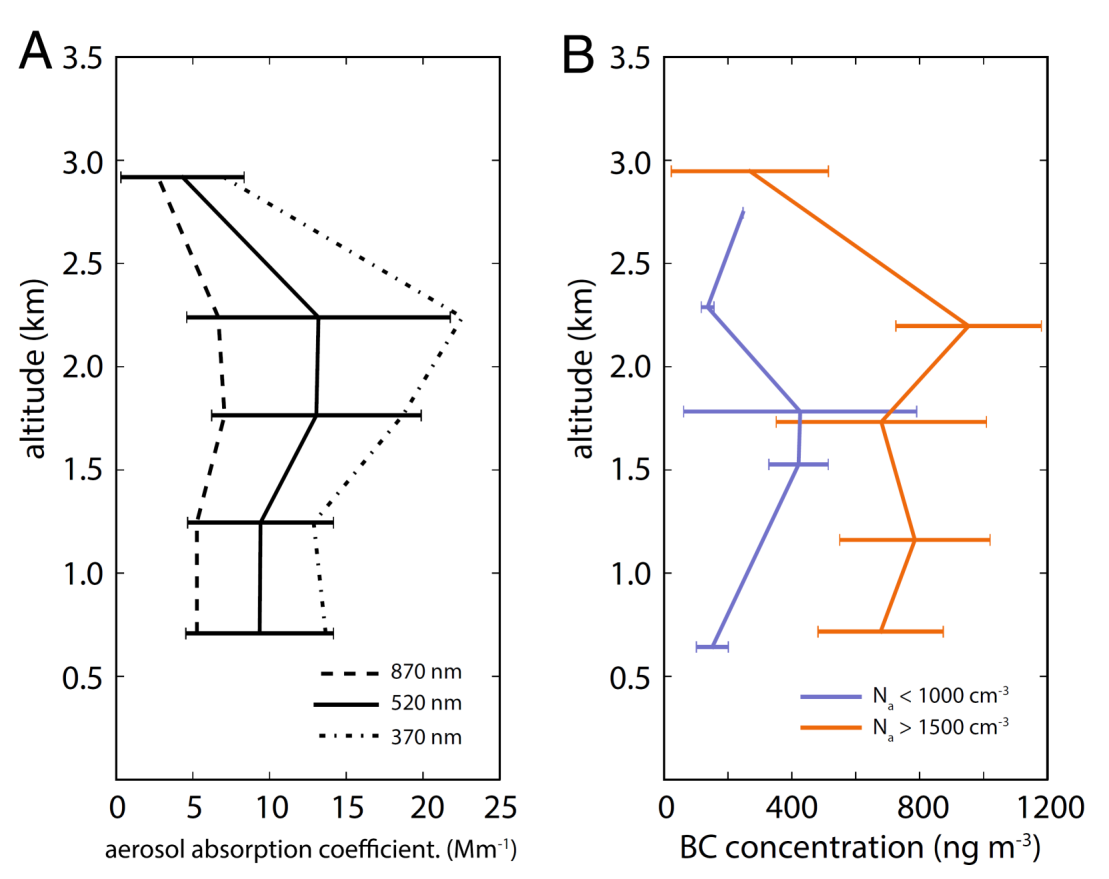 A
3.5
3.0
2.5
2.0
1.5
1.0
0.5
altitude (km)
870 nm
520 nm
370 nm
0 5 10 15 20 25
aerosol absorption coefficient. (Mm⁻¹)
B
3.5
3.0
2.5
2.0
1.5
1.0
0.5
altitude (km)
Nₐ < 1000 cm⁻³
Nₐ > 1500 cm⁻³
0 400 800 1200
BC concentration (ng m⁻³)